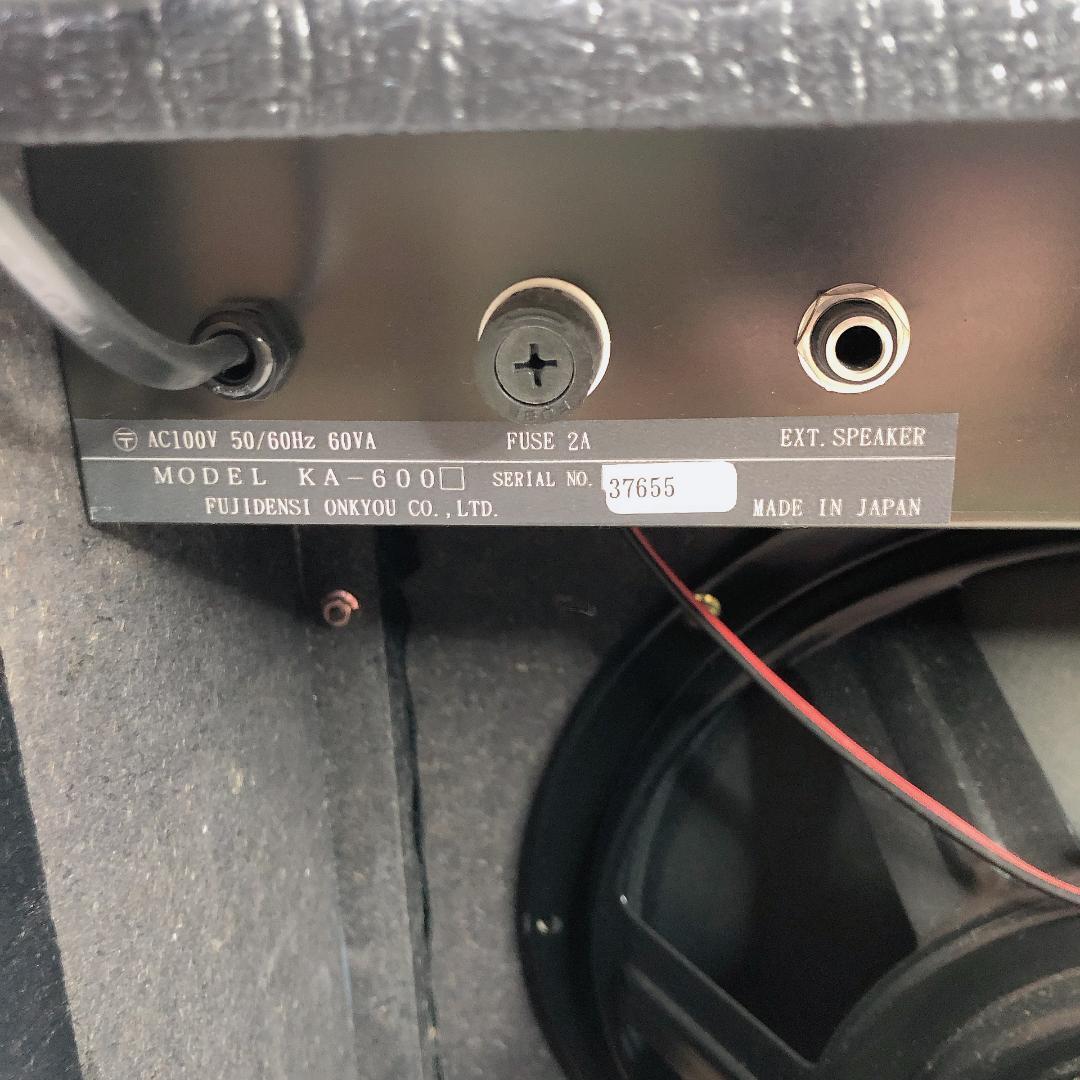 AC100V 50/60Hz 60VA FUSE 2A EXT. SPEAKER
MODEL KA-600□ SERIAL NO. 37655
FUJIDENSI ONKYOU CO.,LTD. MADE IN JAPAN